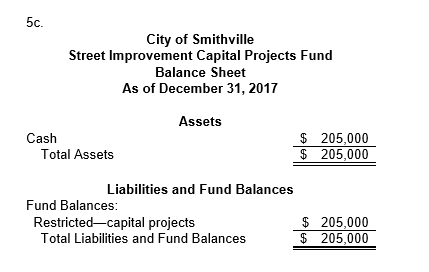 5c.
City of Smithville
Street Improvement Capital Projects Fund
Balance Sheet
As of December 31, 2017
Assets
Cash $ 205,000
Total Assets $ 205,000
Liabilities and Fund Balances
Fund Balances:
Restricted—capital projects $ 205,000
Total Liabilities and Fund Balances $ 205,000